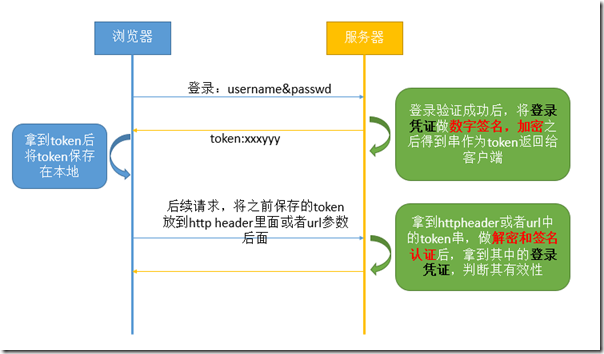 浏览器
服务器
登录：username&passwd
登录验证成功后，将登录
凭证做数字签名，加密之
后得到串作为token返回给
客户端
token:xxxyyy
拿到token后
将token保存
在本地
后续请求，将之前保存的token
放到http header里面或者url参数
后面
拿到httpheader或者url中
的token串，做解密和签名
认证后，拿到其中的登录
凭证，判断其有效性